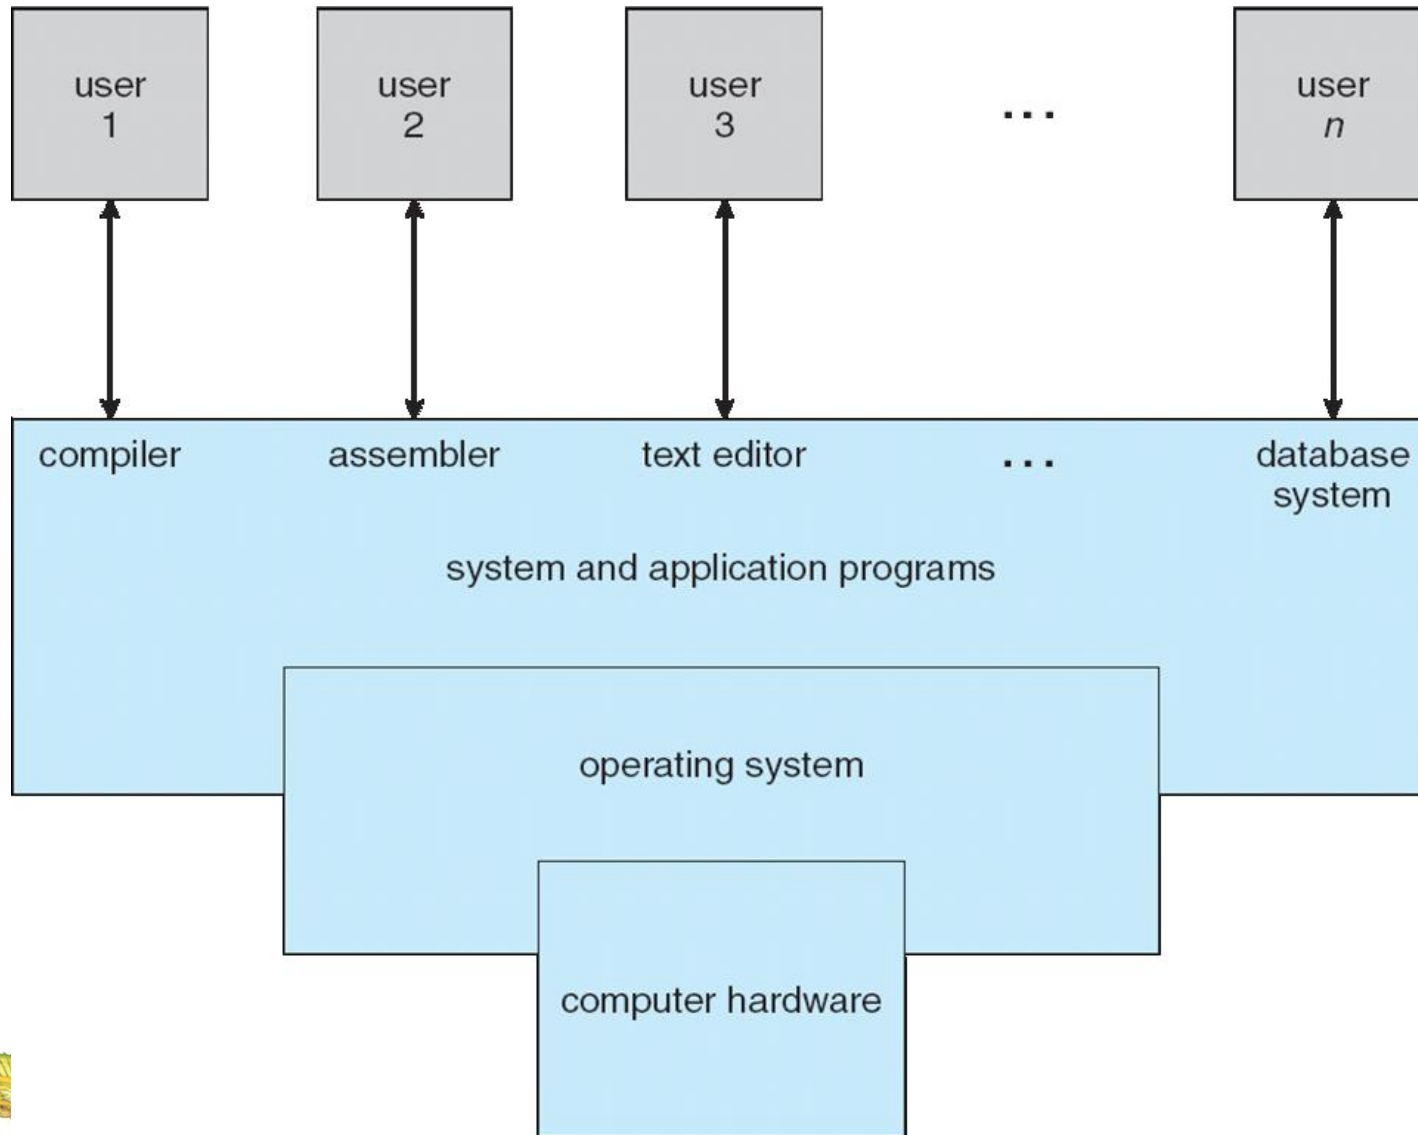 user
1
user
2
user
3
...
user
n
compiler
assembler
text editor
...
database
system
system and application programs
operating system
computer hardware